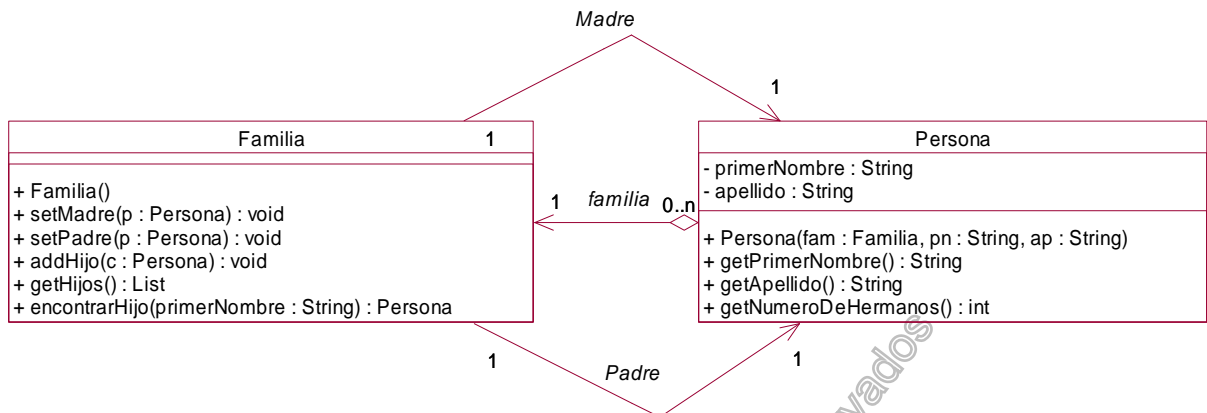 Madre
1
Familia
1
+ Familia()
+ setMadre(p : Persona) : void
+ setPadre(p : Persona) : void
+ addHijo(c : Persona) : void
+ getHijos() : List
+ encontrarHijo(primerNombre : String) : Persona
1
familia
0..n
Persona
- primerNombre : String
- apellido : String
+ Persona(fam : Familia, pn : String, ap : String)
+ getPrimerNombre() : String
+ getApellido() : String
+ getNumeroDeHermanos() : int
1
Padre
1
vados